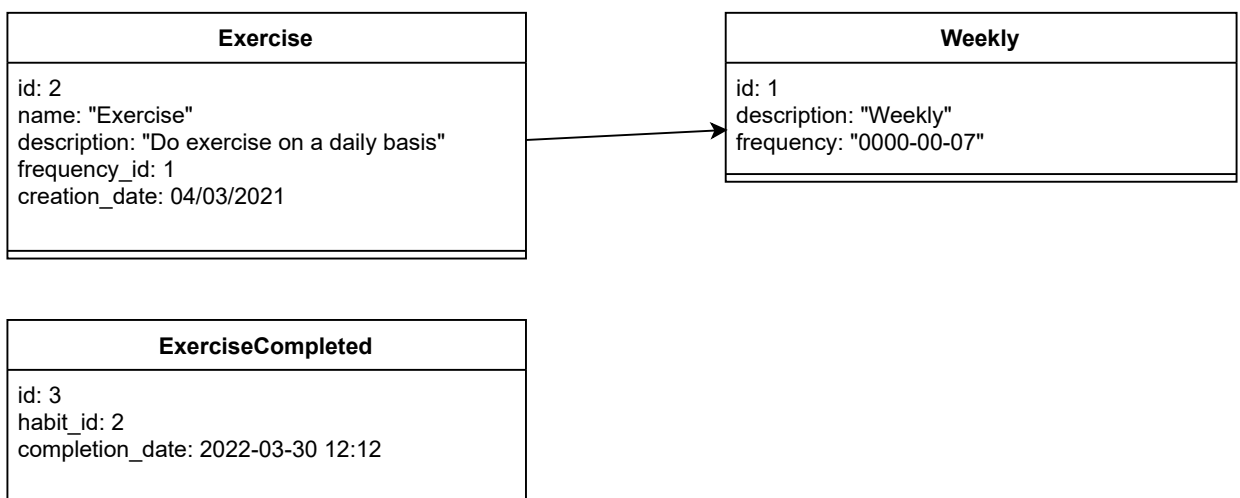 Exercise
id: 2
name: "Exercise"
description: "Do exercise on a daily basis"
frequency_id: 1
creation_date: 04/03/2021
Weekly
id: 1
description: "Weekly"
frequency: "0000-00-07"
ExerciseCompleted
id: 3
habit_id: 2
completion_date: 2022-03-30 12:12